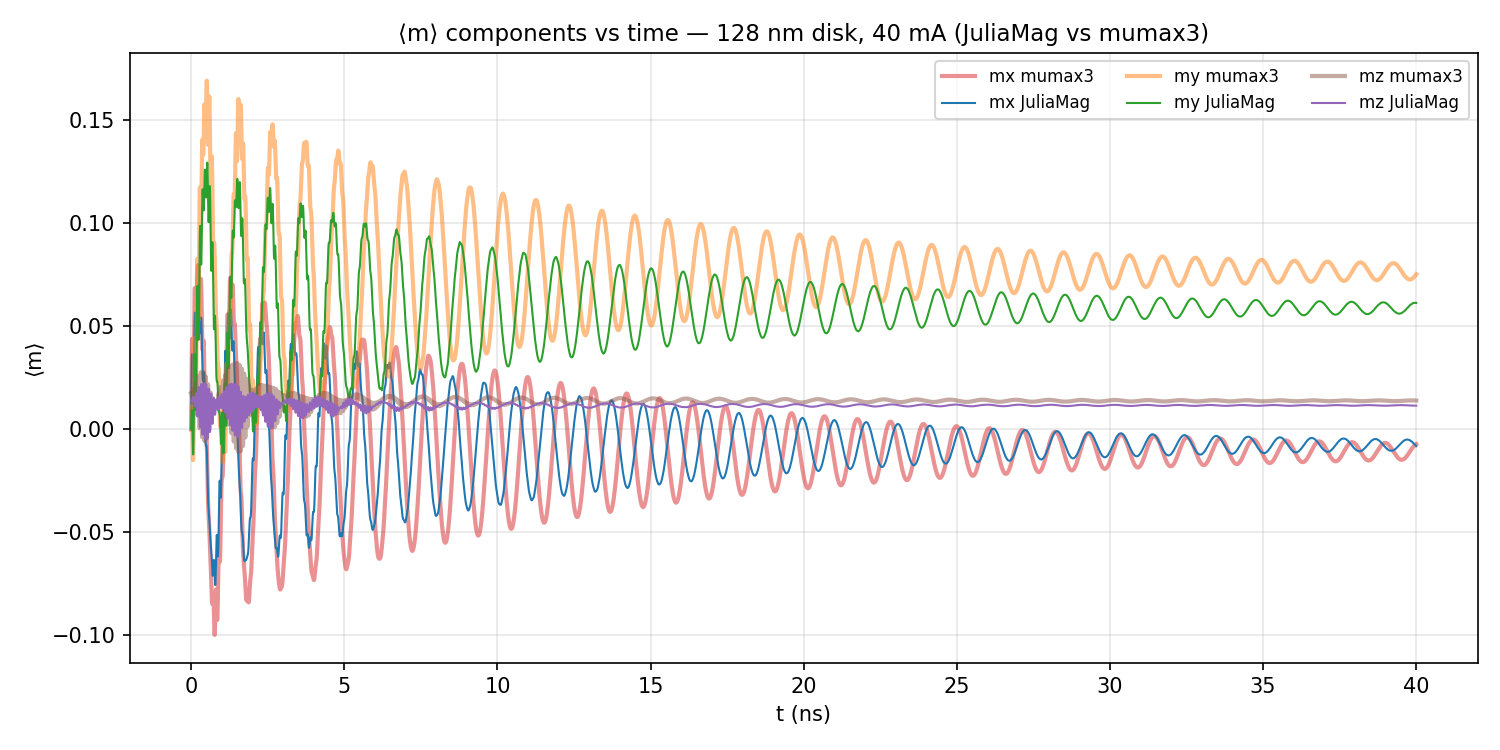 ⟨m⟩ components vs time — 128 nm disk, 40 mA (JuliaMag vs mumax3)
mx mumax3 my mumax3 mz mumax3
mx JuliaMag my JuliaMag mz JuliaMag
0.15
0.10
0.05
0.00
−0.05
−0.10
⟨m⟩
0 5 10 15 20 25 30 35 40
t (ns)